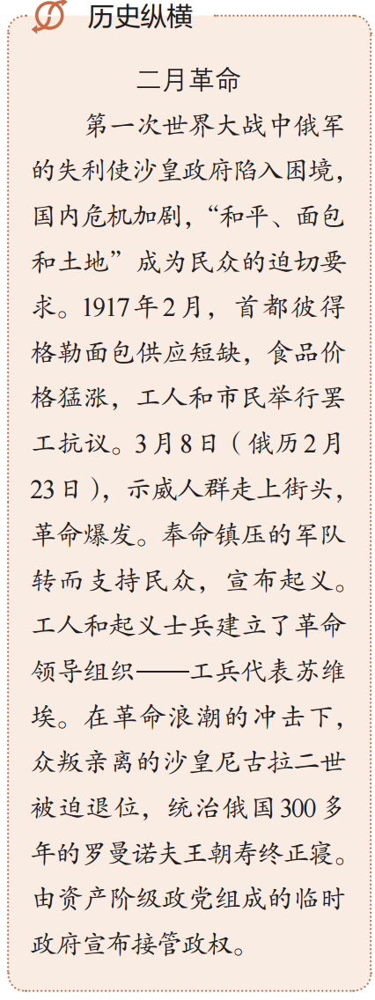 历史纵横
二月革命
第一次世界大战中俄军
的失利使沙皇政府陷入困境，
国内危机加剧，“和平、面包
和土地”成为民众的迫切要
求。1917年2月，首都彼得
格勒面包供应短缺，食品价
格猛涨，工人和市民举行罢
工抗议。3月8日（俄历2月
23日），示威人群走上街头，
革命爆发。奉命镇压的军队
转而支持民众，宣布起义。
工人和起义士兵建立了革命
领导组织——工兵代表苏维
埃。在革命浪潮的冲击下，
众叛亲离的沙皇尼古拉二世
被迫退位，统治俄国300多
年的罗曼诺夫王朝寿终正寝。
由资产阶级政党组成的临时
政府宣布接管政权。